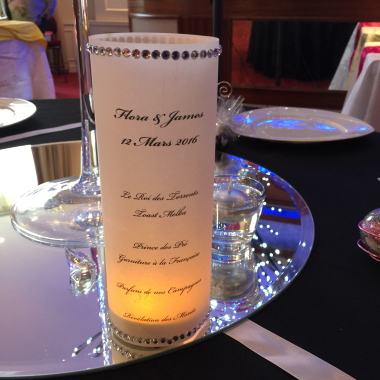 Flora & James
12 Mars 2016
Le Roi des Torrents
Toast Melba
Prince des Pré
Garniture à la Française
Parfum de nos Campagnes
Révélation des Mariés